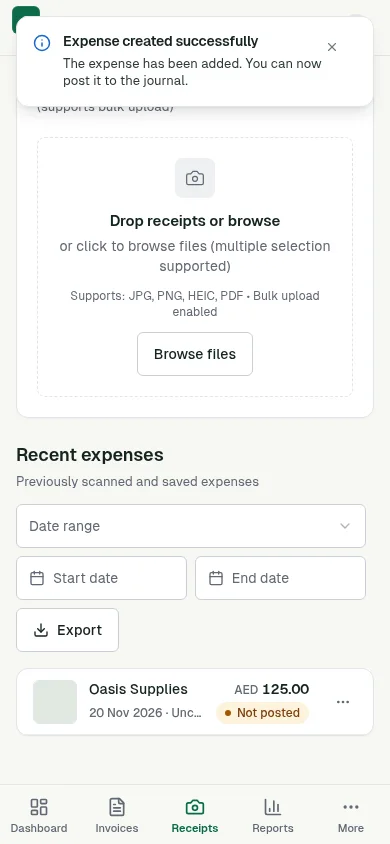 Expense created successfully
The expense has been added. You can now
post it to the journal.
(supports bulk upload)
Drop receipts or browse
or click to browse files (multiple selection
supported)
Supports: JPG, PNG, HEIC, PDF • Bulk upload
enabled
Browse files
Recent expenses
Previously scanned and saved expenses
Date range
Start date
End date
Export
Oasis Supplies
AED 125.00
20 Nov 2026 · Unc...
Not posted
Dashboard
Invoices
Receipts
Reports
More